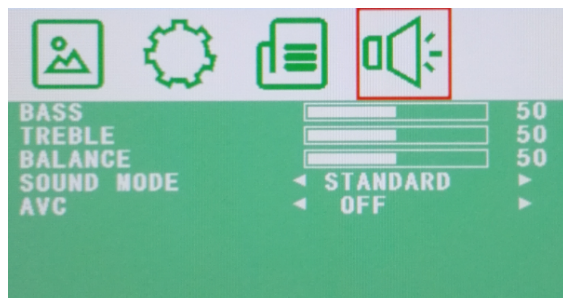 BASS 50
TREBLE 50
BALANCE 50
SOUND MODE ◄ STANDARD ►
AVC ◄ OFF ►